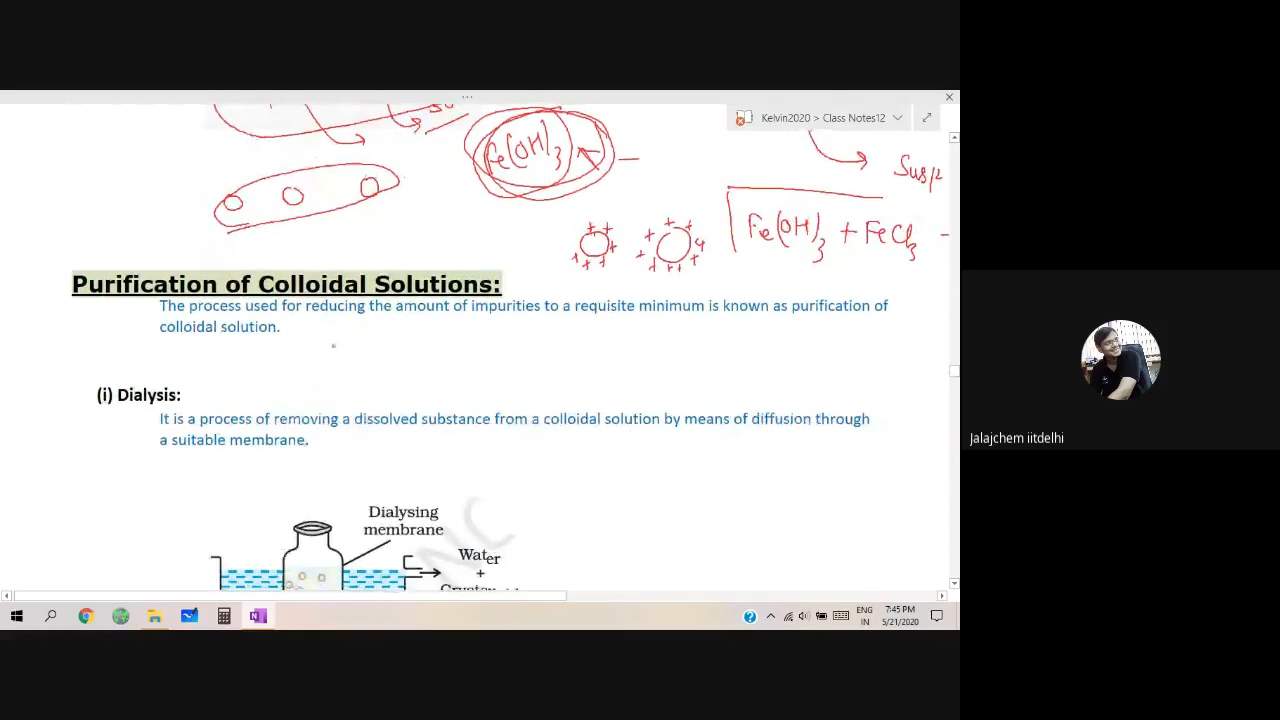 Kelvin2020 > Class Notes12
Fe(OH)3
Susp
Fe(OH)3 + FeCl3
Purification of Colloidal Solutions:
The process used for reducing the amount of impurities to a requisite minimum is known as purification of
colloidal solution.
(i) Dialysis:
It is a process of removing a dissolved substance from a colloidal solution by means of diffusion through
a suitable membrane.
Dialysing
membrane
Water
+
NC
Jalajchem iitdelhi
ENG
IN
7:45 PM
5/21/2020